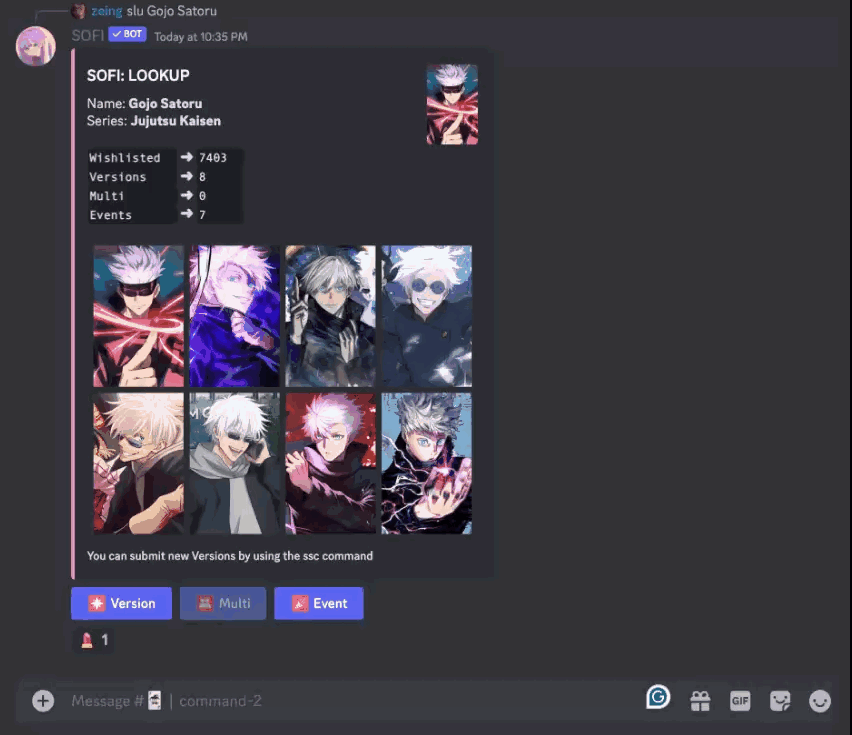 zeing slu Gojo Satoru
SOFI ✓ BOT Today at 10:35 PM
SOFI: LOOKUP
Name: Gojo Satoru
Series: Jujutsu Kaisen
Wishlisted ➜ 7403
Versions ➜ 8
Multi ➜ 0
Events ➜ 7
You can submit new Versions by using the ssc command
Version Multi Event
1
Message # | command-2 GIF